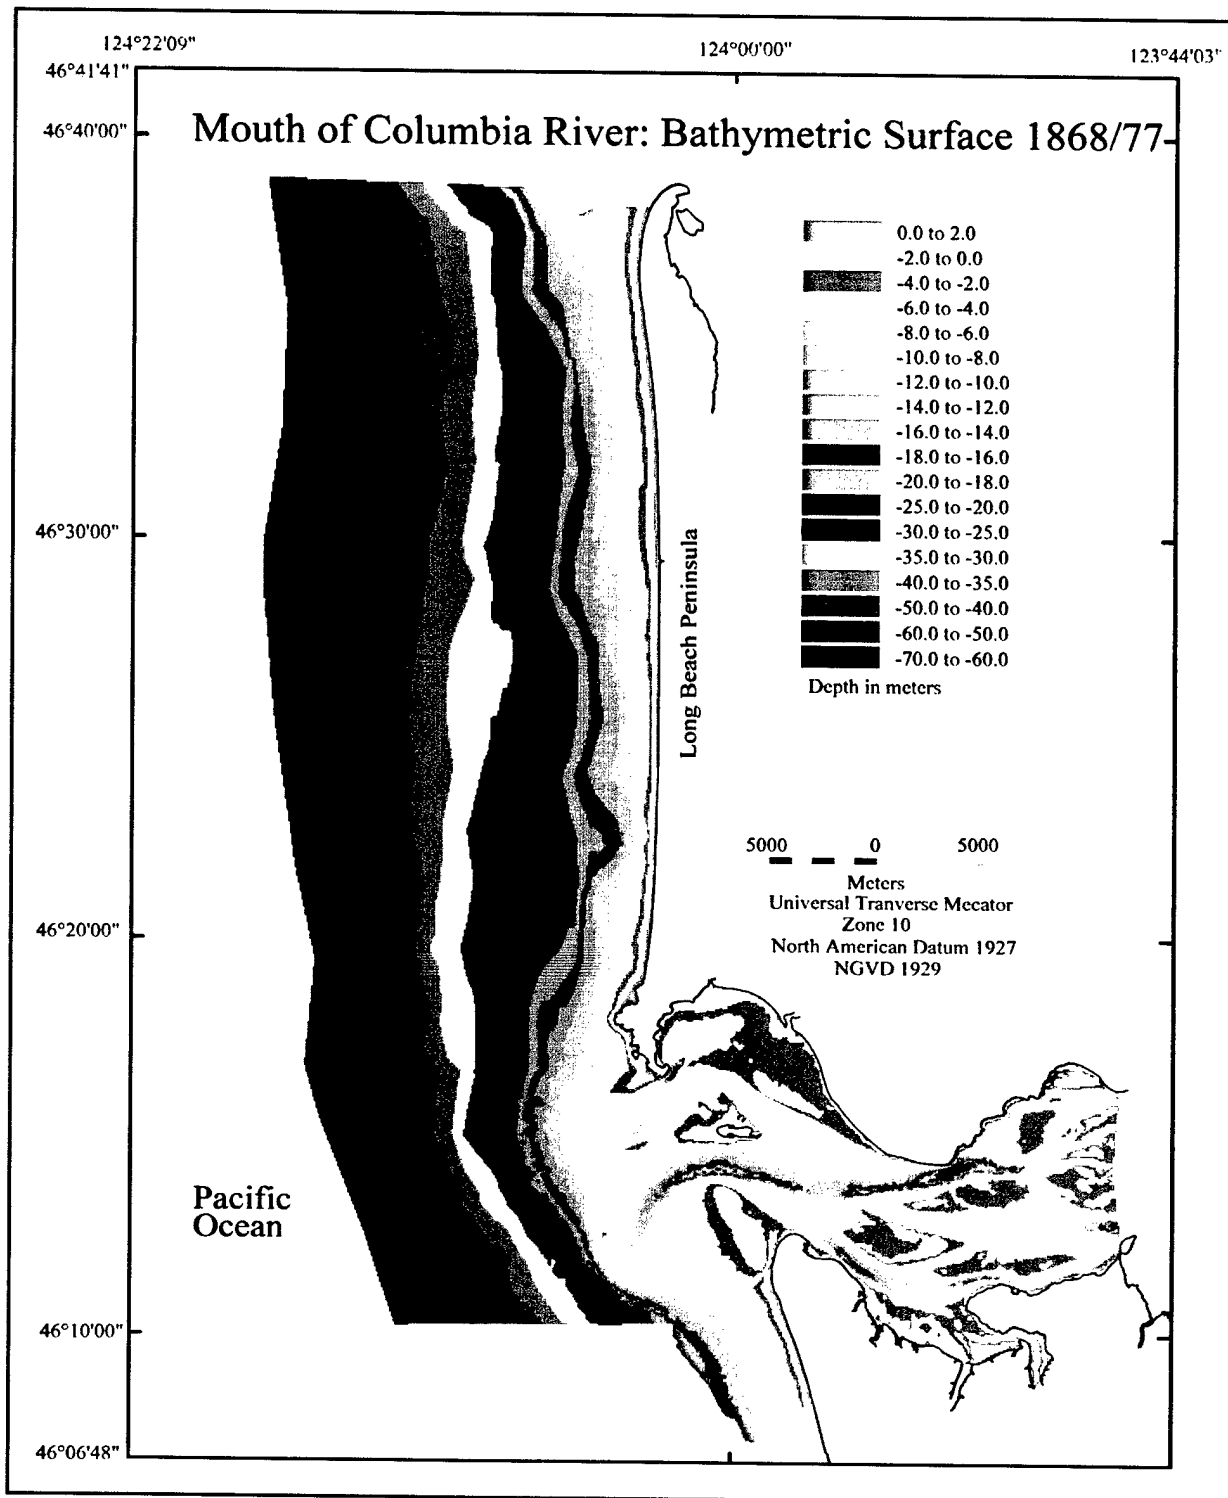 124°22'09"
124°00'00"
123°44'03"
46°41'41"
46°40'00"
Mouth of Columbia River: Bathymetric Surface 1868/77
0.0 to 2.0
-2.0 to 0.0
-4.0 to -2.0
-6.0 to -4.0
-8.0 to -6.0
-10.0 to -8.0
-12.0 to -10.0
-14.0 to -12.0
-16.0 to -14.0
-18.0 to -16.0
-20.0 to -18.0
-25.0 to -20.0
-30.0 to -25.0
-35.0 to -30.0
-40.0 to -35.0
-50.0 to -40.0
-60.0 to -50.0
-70.0 to -60.0
Depth in meters
46°30'00"
Long Beach Peninsula
5000 0 5000
Meters
Universal Tranverse Mecator
Zone 10
North American Datum 1927
NGVD 1929
46°20'00"
Pacific
Ocean
46°10'00"
46°06'48"